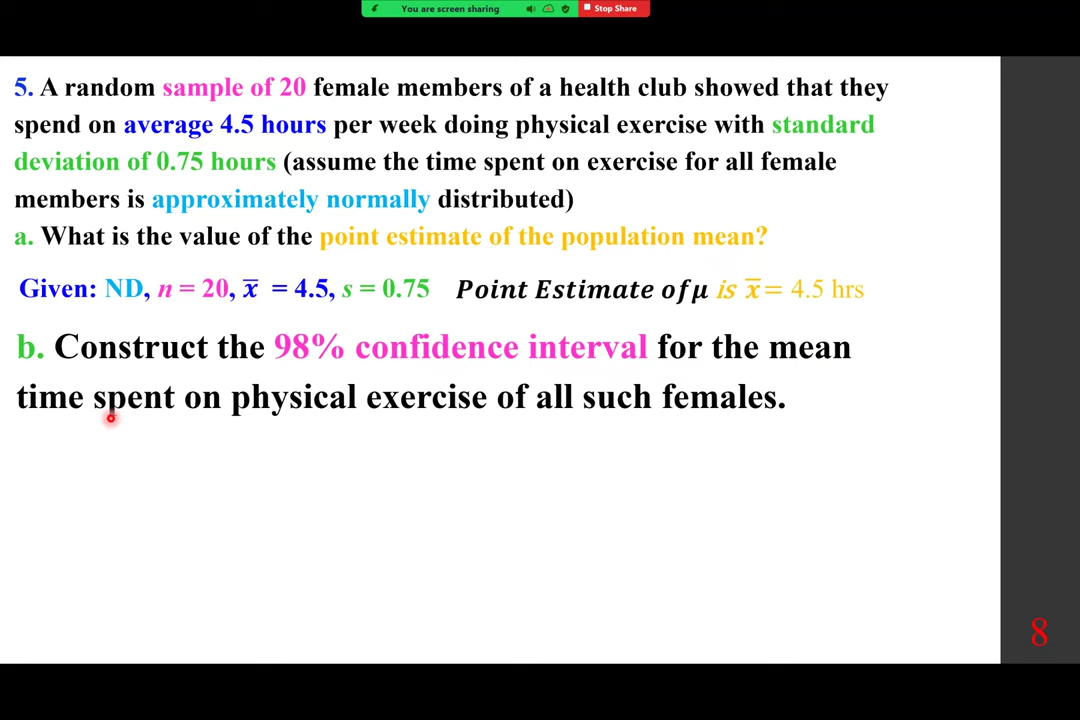 You are screen sharing Stop Share
5. A random sample of 20 female members of a health club showed that they
spend on average 4.5 hours per week doing physical exercise with standard
deviation of 0.75 hours (assume the time spent on exercise for all female
members is approximately normally distributed)
a. What is the value of the point estimate of the population mean?
Given: ND, n = 20, x̅ = 4.5, s = 0.75 Point Estimate of μ is x̅ = 4.5 hrs
b. Construct the 98% confidence interval for the mean
time spent on physical exercise of all such females.
8